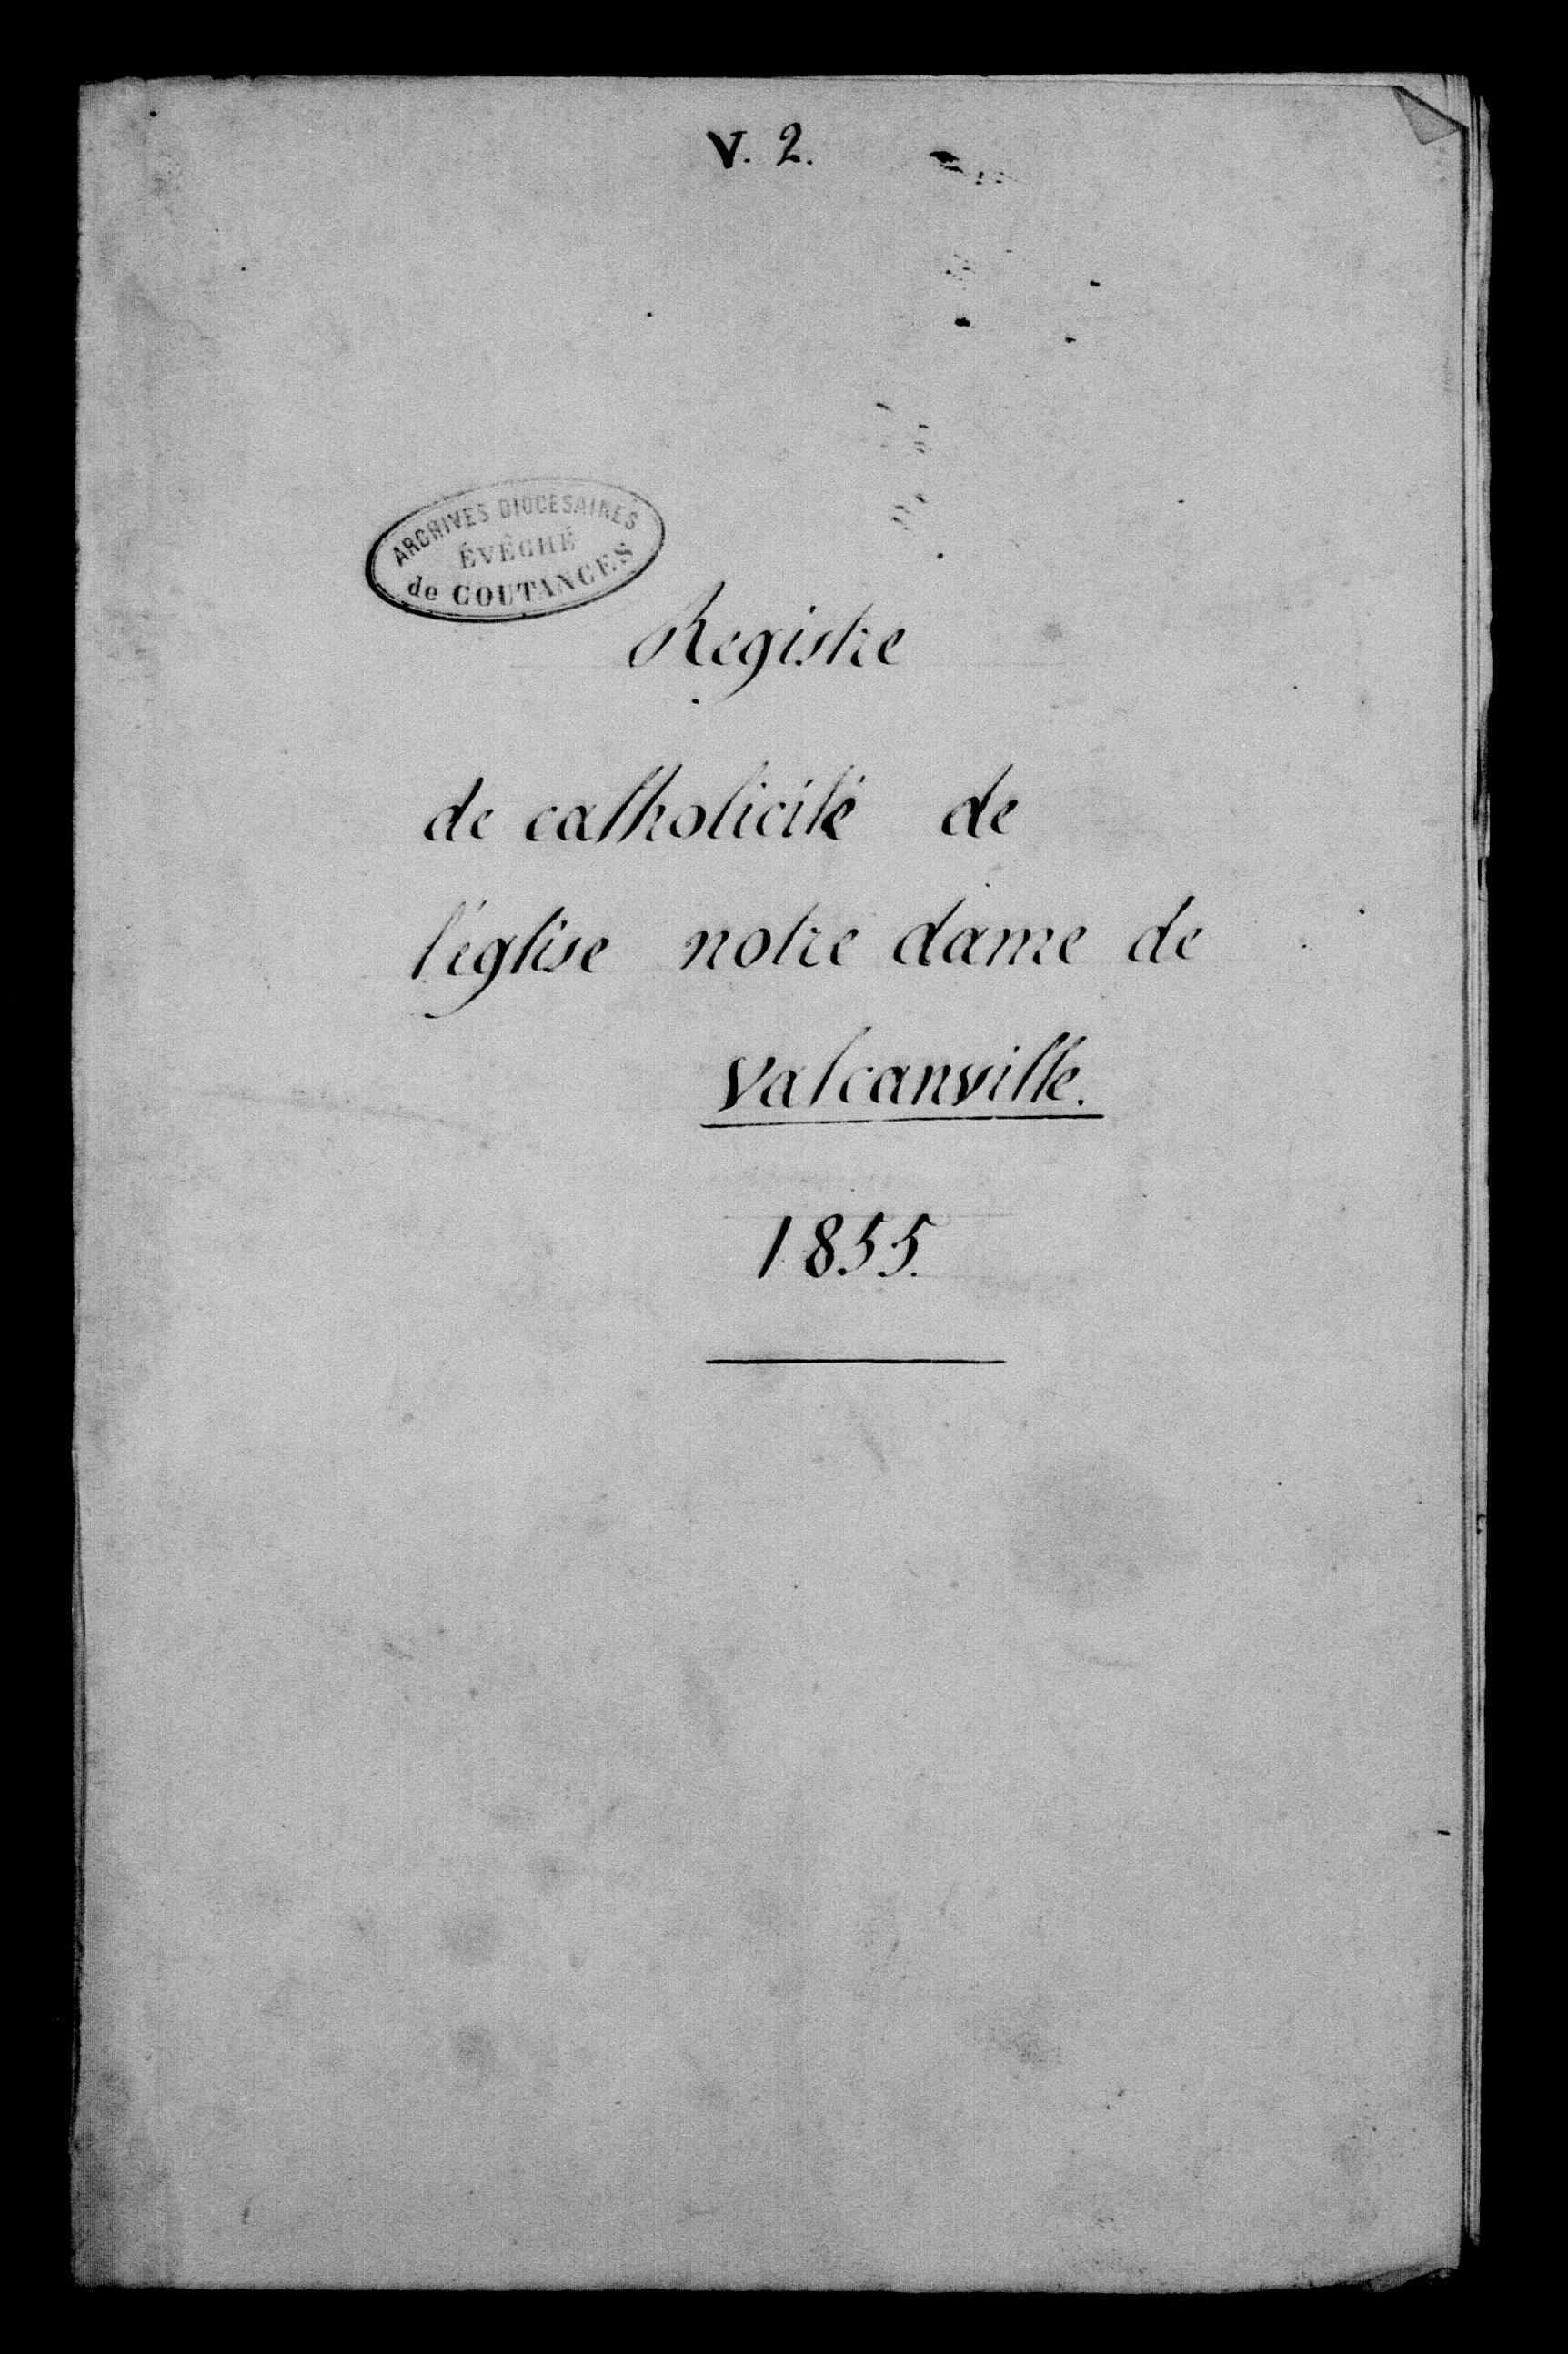 V. 2.
ARCHIVES DIOCESAINES
ÉVÊCHÉ
de COUTANCES
Registre
de catholicité de
l'église notre dame de
Valcanville.
1855.